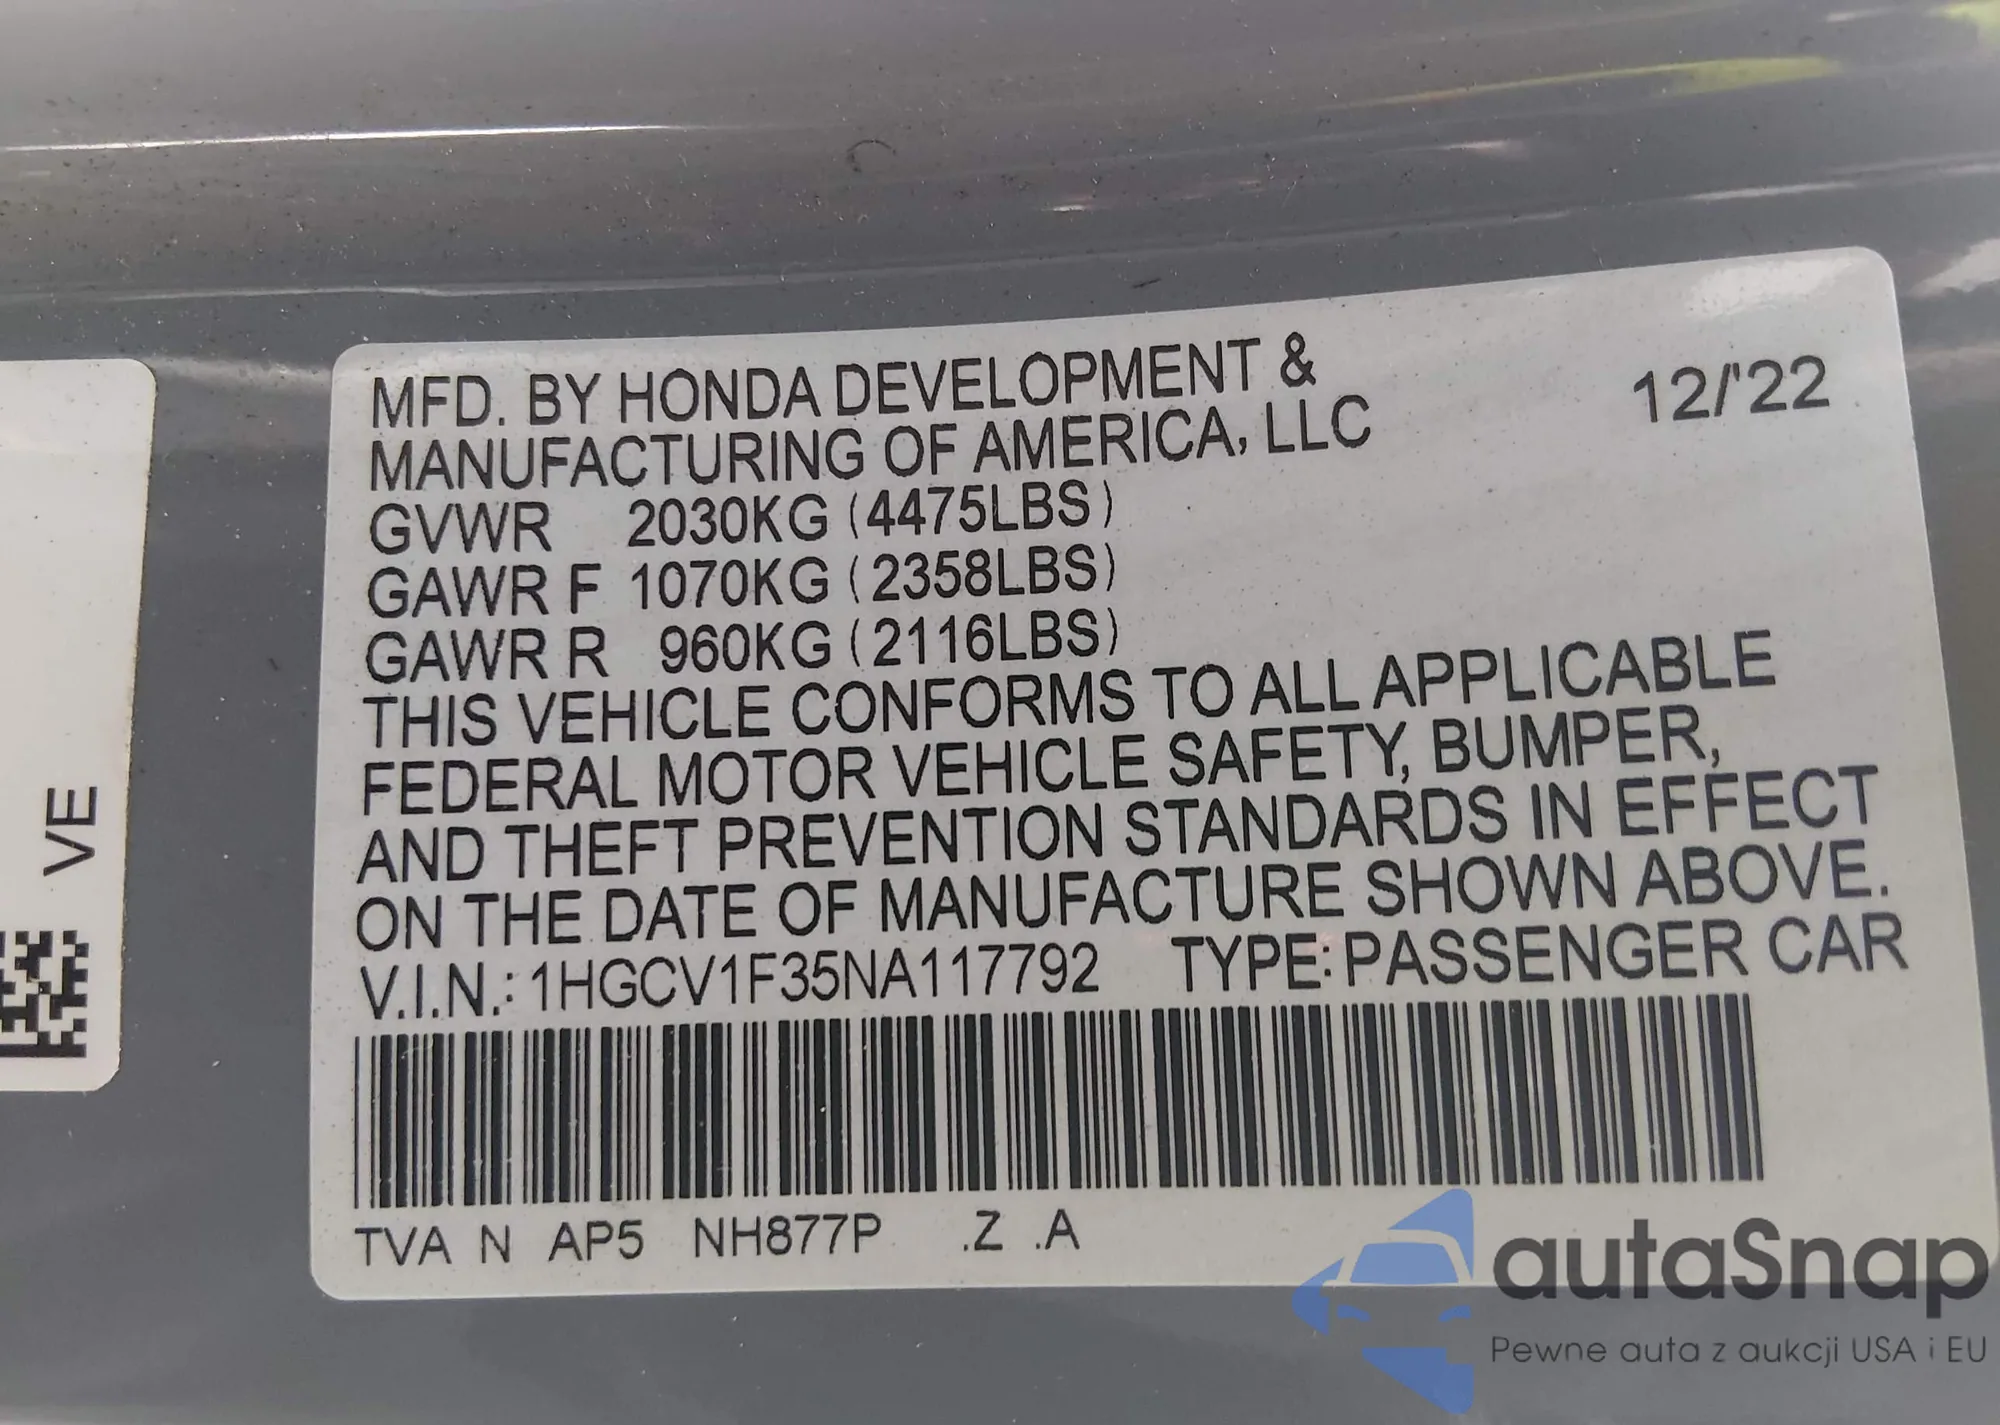 MFD. BY HONDA DEVELOPMENT &
MANUFACTURING OF AMERICA, LLC
12/'22
GVWR 2030KG (4475LBS)
GAWR F 1070KG (2358LBS)
GAWR R 960KG (2116LBS)
THIS VEHICLE CONFORMS TO ALL APPLICABLE
FEDERAL MOTOR VEHICLE SAFETY, BUMPER,
AND THEFT PREVENTION STANDARDS IN EFFECT
ON THE DATE OF MANUFACTURE SHOWN ABOVE.
V.I.N.: 1HGCV1F35NA117792 TYPE: PASSENGER CAR
TVA N AP5 NH877P .Z .A
VE
autaSnap
Pewne auta z aukcji USA i EU